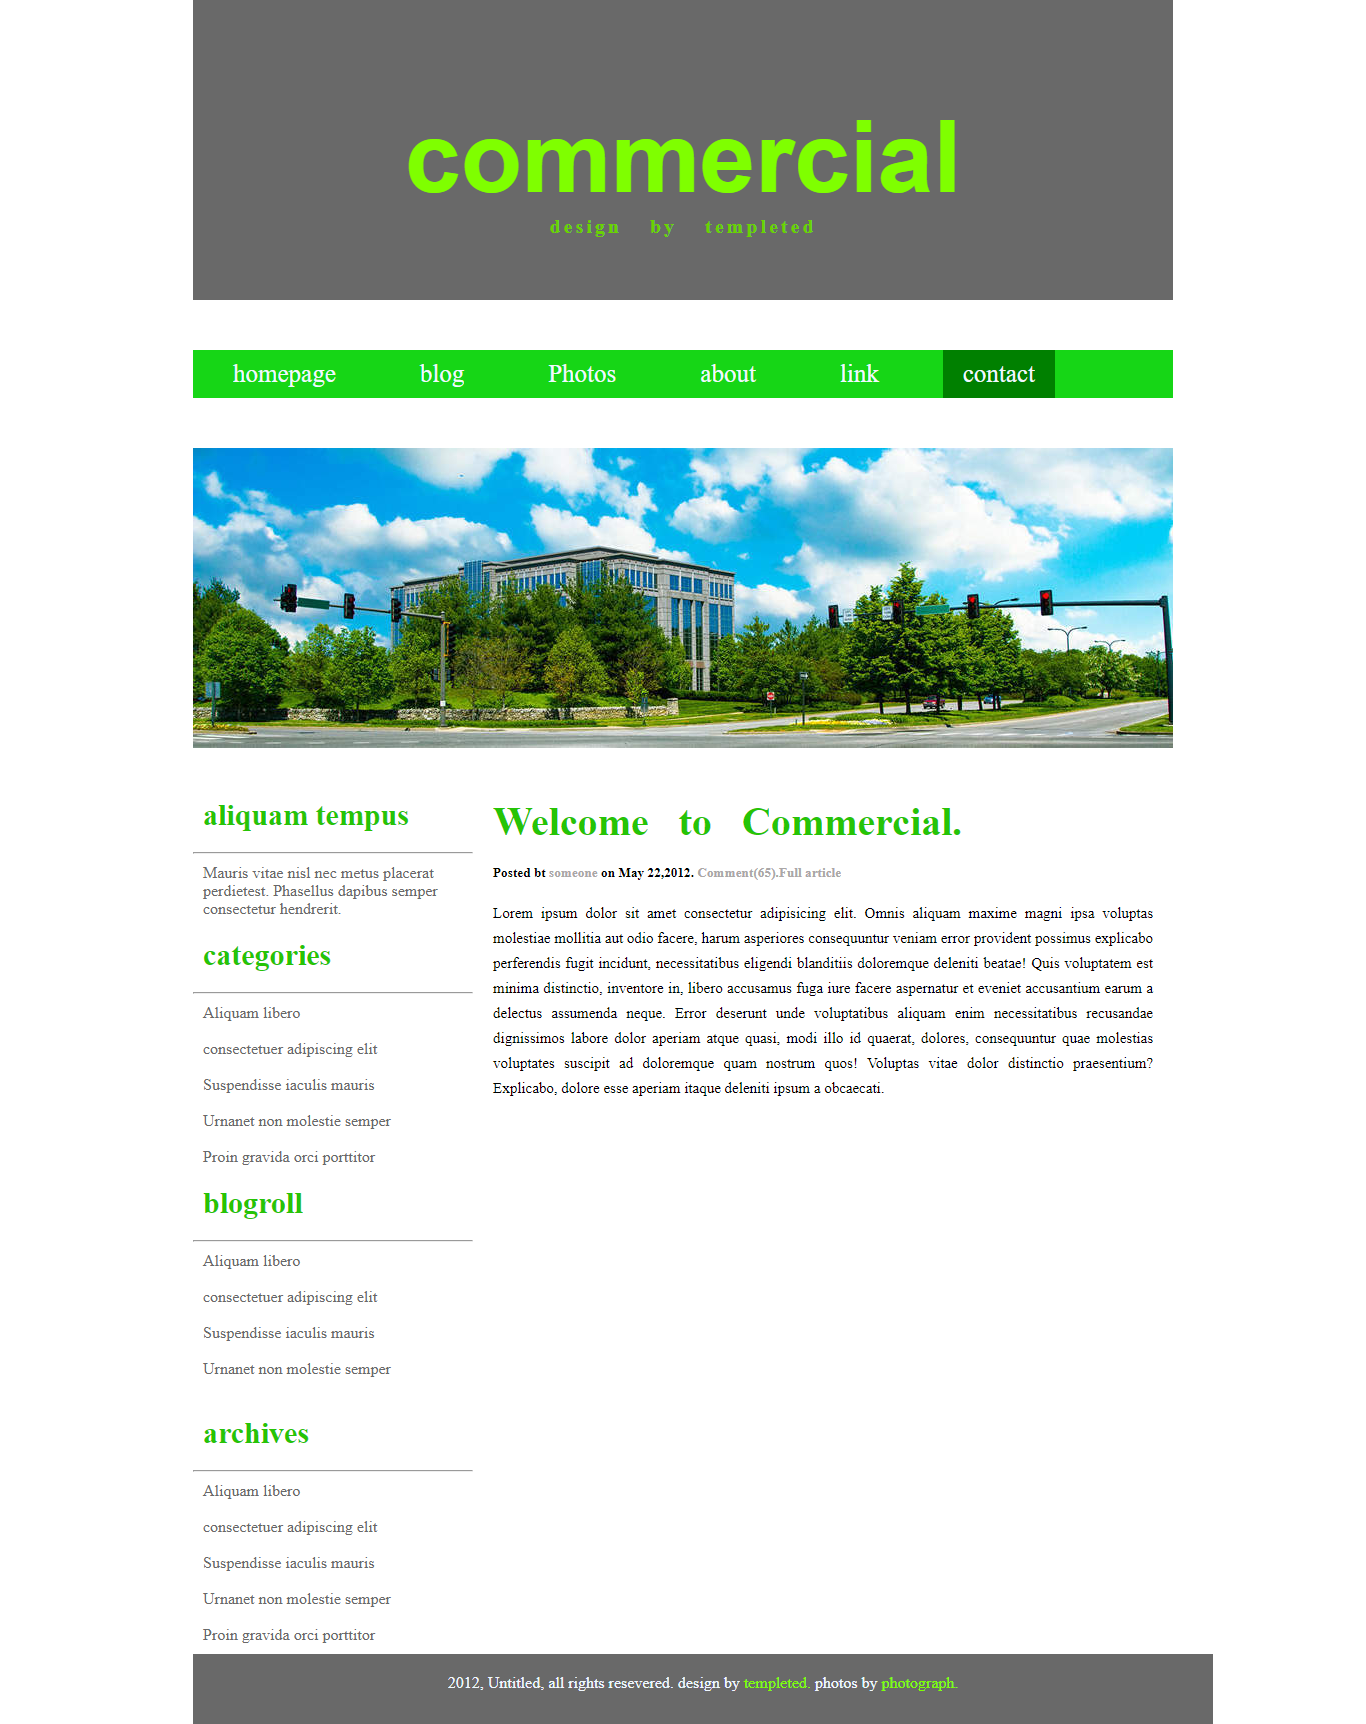 commercial
design by templeted
homepage blog Photos about link contact
aliquam tempus
Mauris vitae nisl nec metus placerat
perdietest. Phasellus dapibus semper
consectetur hendrerit.
categories
Aliquam libero
consectetuer adipiscing elit
Suspendisse iaculis mauris
Urnanet non molestie semper
Proin gravida orci porttitor
blogroll
Aliquam libero
consectetuer adipiscing elit
Suspendisse iaculis mauris
Urnanet non molestie semper
archives
Aliquam libero
consectetuer adipiscing elit
Suspendisse iaculis mauris
Urnanet non molestie semper
Proin gravida orci porttitor
Welcome to Commercial.
Posted bt someone on May 22,2012. Comment(65).Full article
Lorem ipsum dolor sit amet consectetur adipisicing elit. Omnis aliquam maxime magni ipsa voluptas
molestiae mollitia aut odio facere, harum asperiores consequuntur veniam error provident possimus explicabo
perferendis fugit incidunt, necessitatibus eligendi blanditiis doloremque deleniti beatae! Quis voluptatem est
minima distinctio, inventore in, libero accusamus fuga iure facere aspernatur et eveniet accusantium earum a
delectus assumenda neque. Error deserunt unde voluptatibus aliquam enim necessitatibus recusandae
dignissimos labore dolor aperiam atque quasi, modi illo id quaerat, dolores, consequuntur quae molestias
voluptates suscipit ad doloremque quam nostrum quos! Voluptas vitae dolor distinctio praesentium?
Explicabo, dolore esse aperiam itaque deleniti ipsum a obcaecati.
2012, Untitled, all rights resevered. design by templeted. photos by photograph.